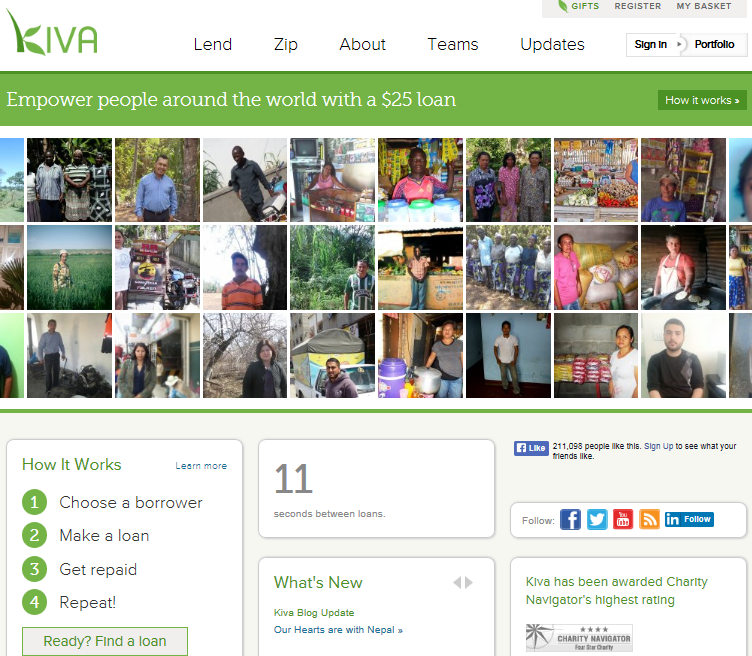 GIFTS REGISTER MY BASKET
KIVA
Lend Zip About Teams Updates
Sign In Portfolio
Empower people around the world with a $25 loan
How it works »
How It Works
Learn more
1 Choose a borrower
2 Make a loan
3 Get repaid
4 Repeat!
Ready? Find a loan
11
seconds between loans.
What's New
Kiva Blog Update
Our Hearts are with Nepal »
Like
211,098 people like this. Sign Up to see what your
friends like.
Follow:
You
Tube
in Follow
Kiva has been awarded Charity
Navigator's highest rating
CHARITY NAVIGATOR
Four Star Charity